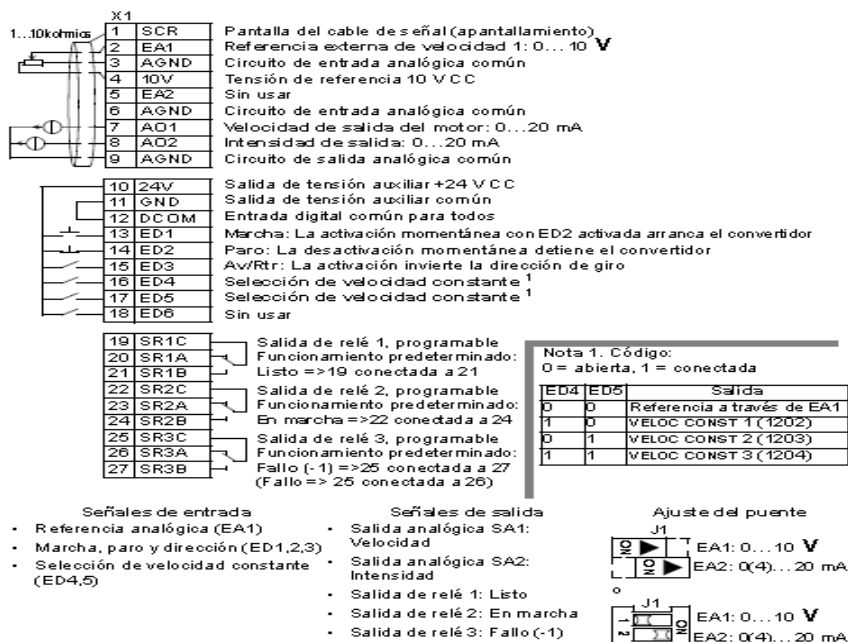 X1
1...10kohmios
1 SCR Pantalla del cable de señal (apantallamiento)
2 EA1 Referencia externa de velocidad 1: 0...10 V
3 AGND Circuito de entrada analógica común
4 10V Tensión de referencia 10 VCC
5 EA2 Sin usar
6 AGND Circuito de entrada analógica común
7 AO1 Velocidad de salida del motor: 0...20 mA
8 AO2 Intensidad de salida: 0...20 mA
9 AGND Circuito de salida analógica común
10 24V Salida de tensión auxiliar +24 VCC
11 GND Salida de tensión auxiliar común
12 DCOM Entrada digital común para todos
13 ED1 Marcha: La activación momentánea con ED2 activada arranca el convertidor
14 ED2 Paro: La desactivación momentánea detiene el convertidor
15 ED3 Av/Rtr: La activación invierte la dirección de giro
16 ED4 Selección de velocidad constante 1
17 ED5 Selección de velocidad constante 1
18 ED6 Sin usar
19 SR1C Salida de relé 1, programable
20 SR1A Funcionamiento predeterminado:
21 SR1B Listo =>19 conectada a 21
22 SR2C Salida de relé 2, programable
23 SR2A Funcionamiento predeterminado:
24 SR2B En marcha =>22 conectada a 24
25 SR3C Salida de relé 3, programable
26 SR3A Funcionamiento predeterminado:
27 SR3B Fallo (-1) =>25 conectada a 27
(Fallo => 25 conectada a 26)
Nota 1. Código:
0 = abierta, 1 = conectada
ED4 ED5 Salida
0 0 Referencia a través de EA1
1 0 VELOC CONST 1 (1202)
0 1 VELOC CONST 2 (1203)
1 1 VELOC CONST 3 (1204)
Señales de entrada
• Referencia analógica (EA1)
• Marcha, paro y dirección (ED1,2,3)
• Selección de velocidad constante
(ED4,5)
Señales de salida
• Salida analógica SA1:
Velocidad
• Salida analógica SA2:
Intensidad
• Salida de relé 1: Listo
• Salida de relé 2: En marcha
• Salida de relé 3: Fallo (-1)
Ajuste del puente
J1
ON EA1: 0...10 V
ON EA2: 0(4)...20 mA
o
J1
1 EA1: 0...10 V
2 ON EA2: 0(4)...20 mA